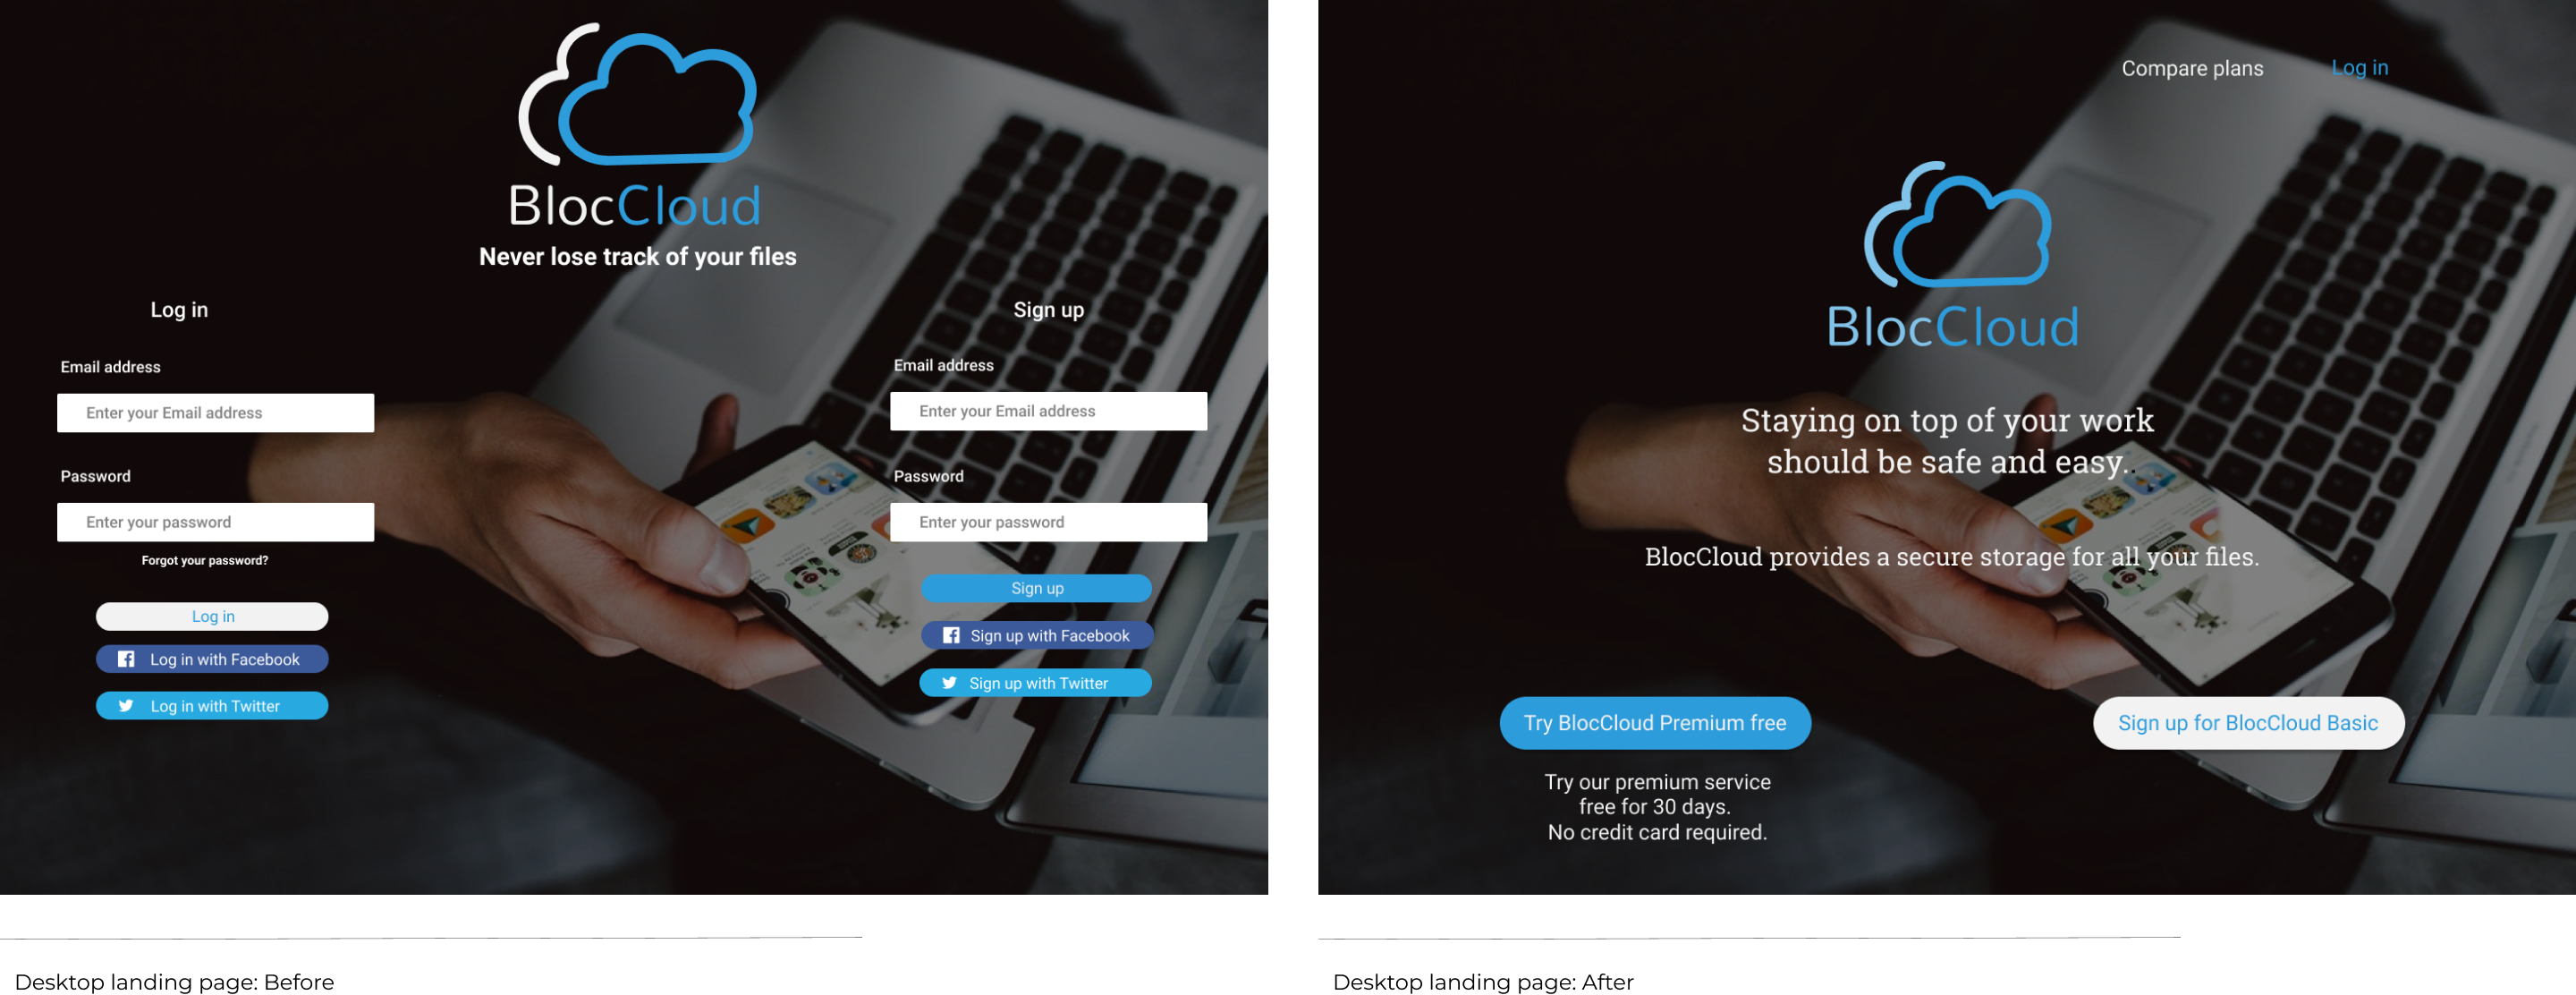 BlocCloud
Never lose track of your files
Log in
Email address
Enter your Email address
Password
Enter your password
Forgot your password?
Log in
Log in with Facebook
Log in with Twitter
Sign up
Email address
Enter your Email address
Password
Enter your password
Sign up
Sign up with Facebook
Sign up with Twitter
Desktop landing page: Before
Compare plans
Log in
BlocCloud
Staying on top of your work
should be safe and easy..
BlocCloud provides a secure storage for all your files.
Try BlocCloud Premium free
Try our premium service
free for 30 days.
No credit card required.
Sign up for BlocCloud Basic
Desktop landing page: After